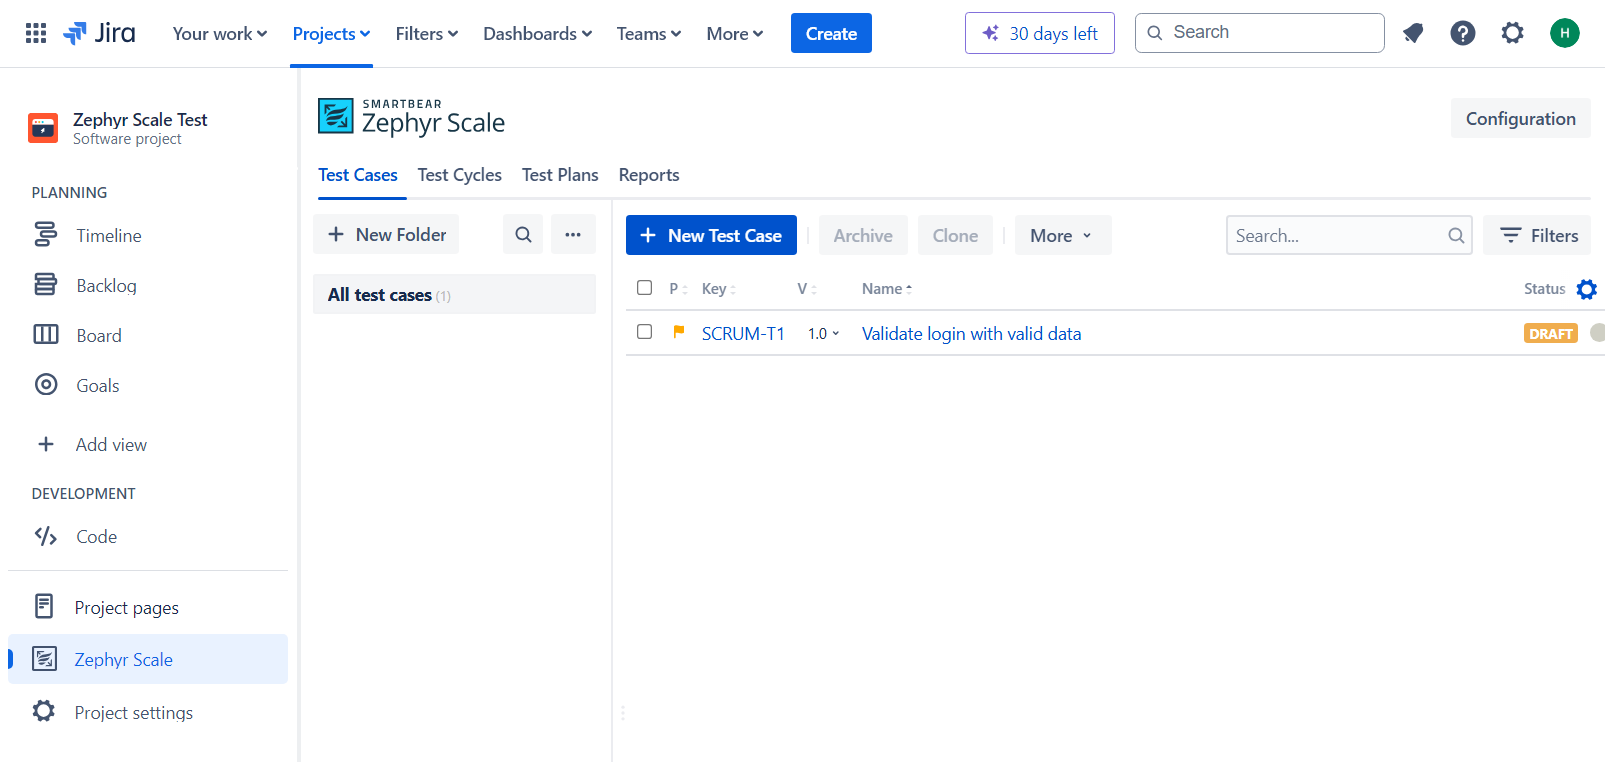 Jira Your work Projects Filters Dashboards Teams More Create 30 days left Search H
Zephyr Scale Test
Software project
PLANNING
Timeline
Backlog
Board
Goals
Add view
DEVELOPMENT
Code
Project pages
Zephyr Scale
Project settings
SMARTBEAR
Zephyr Scale
Configuration
Test Cases Test Cycles Test Plans Reports
New Folder
All test cases (1)
New Test Case Archive Clone More Search... Filters
P Key V Name Status
SCRUM-T1 1.0 Validate login with valid data DRAFT